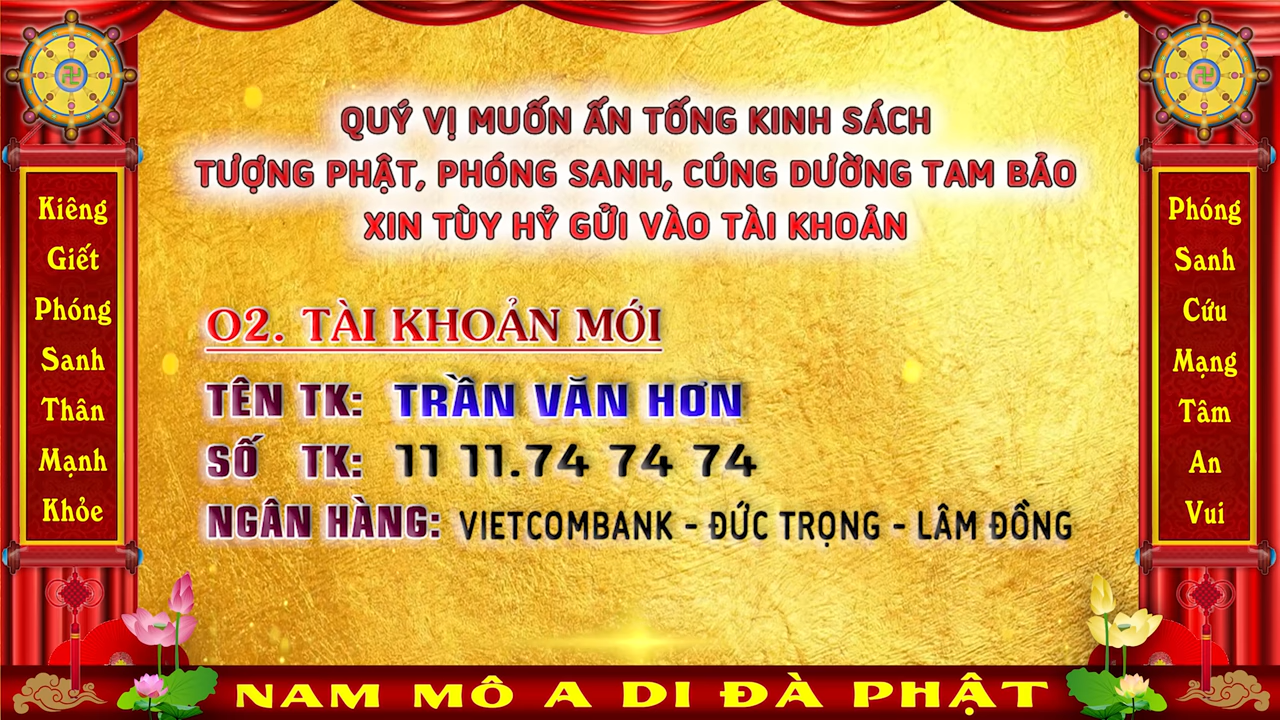 QUÝ VỊ MUỐN ẤN TỐNG KINH SÁCH
TƯỢNG PHẬT, PHÓNG SANH, CÚNG DƯỜNG TAM BẢO
XIN TÙY HỶ GỬI VÀO TÀI KHOẢN
Kiêng
Giết
Phóng
Sanh
Thân
Mạnh
Khỏe
02. TÀI KHOẢN MỚI
TÊN TK: TRẦN VĂN HƠN
SỐ TK: 11 11.74 74 74
NGÂN HÀNG: VIETCOMBANK - ĐỨC TRỌNG - LÂM ĐỒNG
Phóng
Sanh
Cứu
Mạng
Tâm
An
Vui
NAM MÔ A DI ĐÀ PHẬT